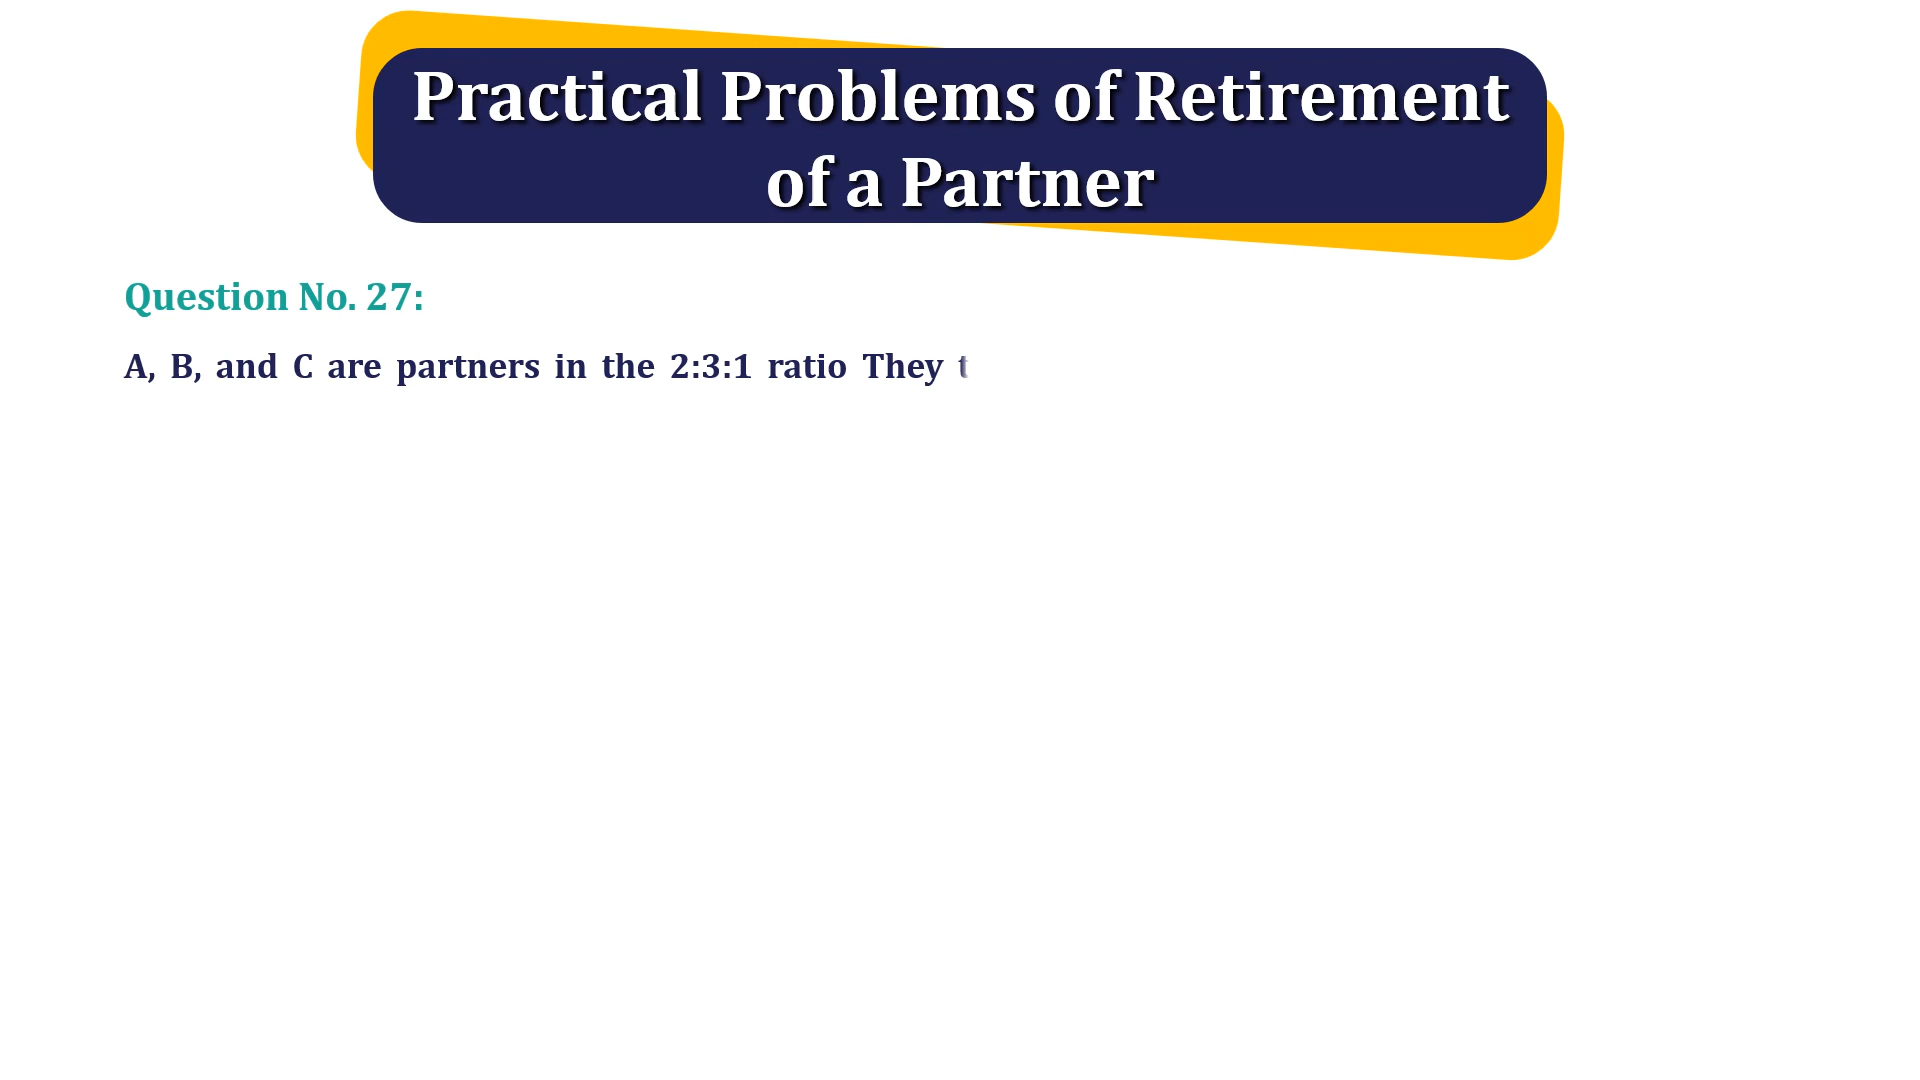 Practical Problems of Retirement
of a Partner
Question No. 27:
A, B, and C are partners in the 2:3:1 ratio They